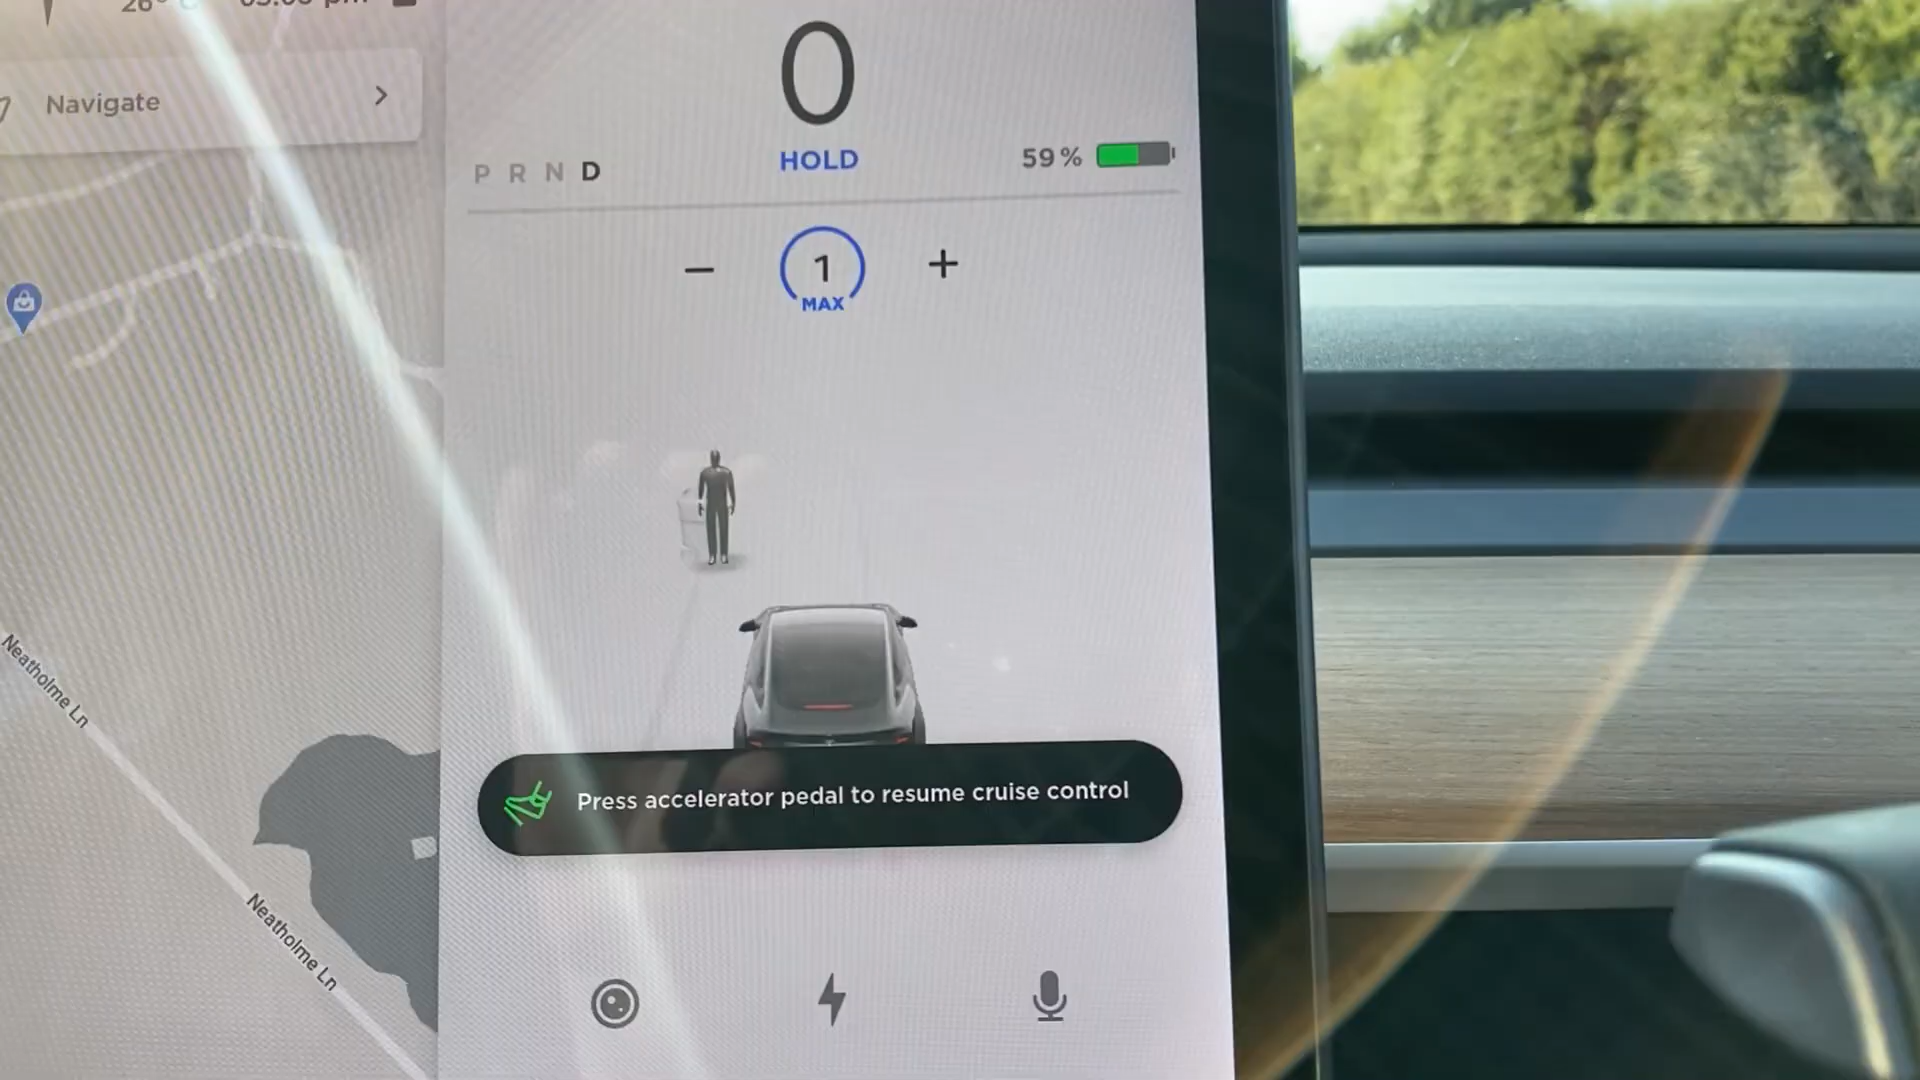 Navigate
0
HOLD
P R N D
59 %
1
MAX
Press accelerator pedal to resume cruise control
Neatholme Ln
Neatholme Ln